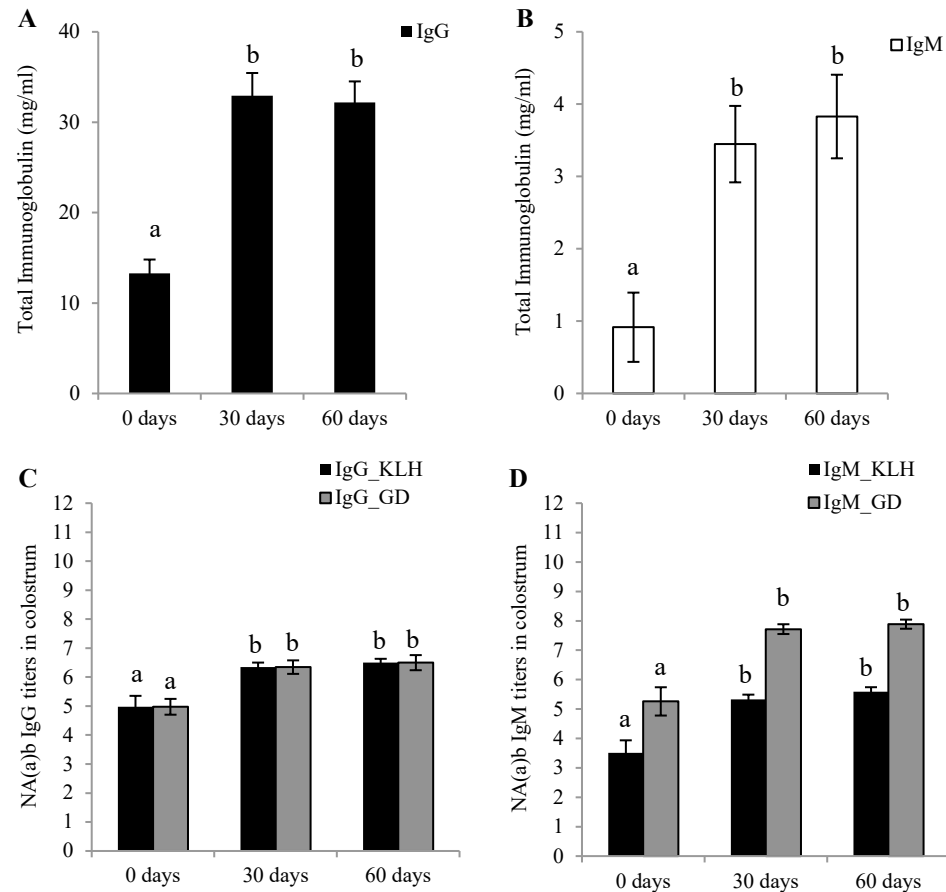 A
IgG
Total Immunoglobulin (mg/ml)
40
30
20
10
0
a
b
b
0 days
30 days
60 days
B
IgM
Total Immunoglobulin (mg/ml)
5
4
3
2
1
0
a
b
b
0 days
30 days
60 days
C
IgG_KLH
IgG_GD
NA(a)b IgG titers in colostrum
12
11
10
9
8
7
6
5
4
3
2
1
0
a
a
b
b
b
b
0 days
30 days
60 days
D
IgM_KLH
IgM_GD
NA(a)b IgM titers in colostrum
12
11
10
9
8
7
6
5
4
3
2
1
0
a
a
b
b
b
b
0 days
30 days
60 days